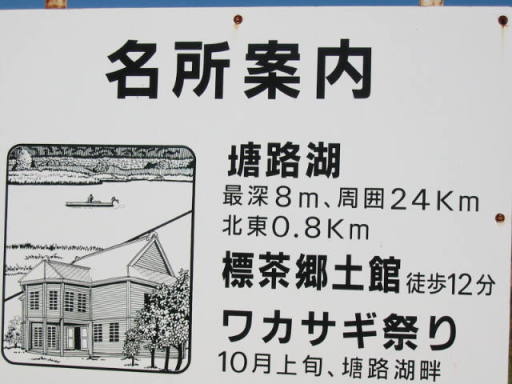 名所案内
塘路湖
最深8m、周囲24Km
北東0.8Km
標茶郷土館 徒歩12分
ワカサギ祭り
10月上旬、塘路湖畔